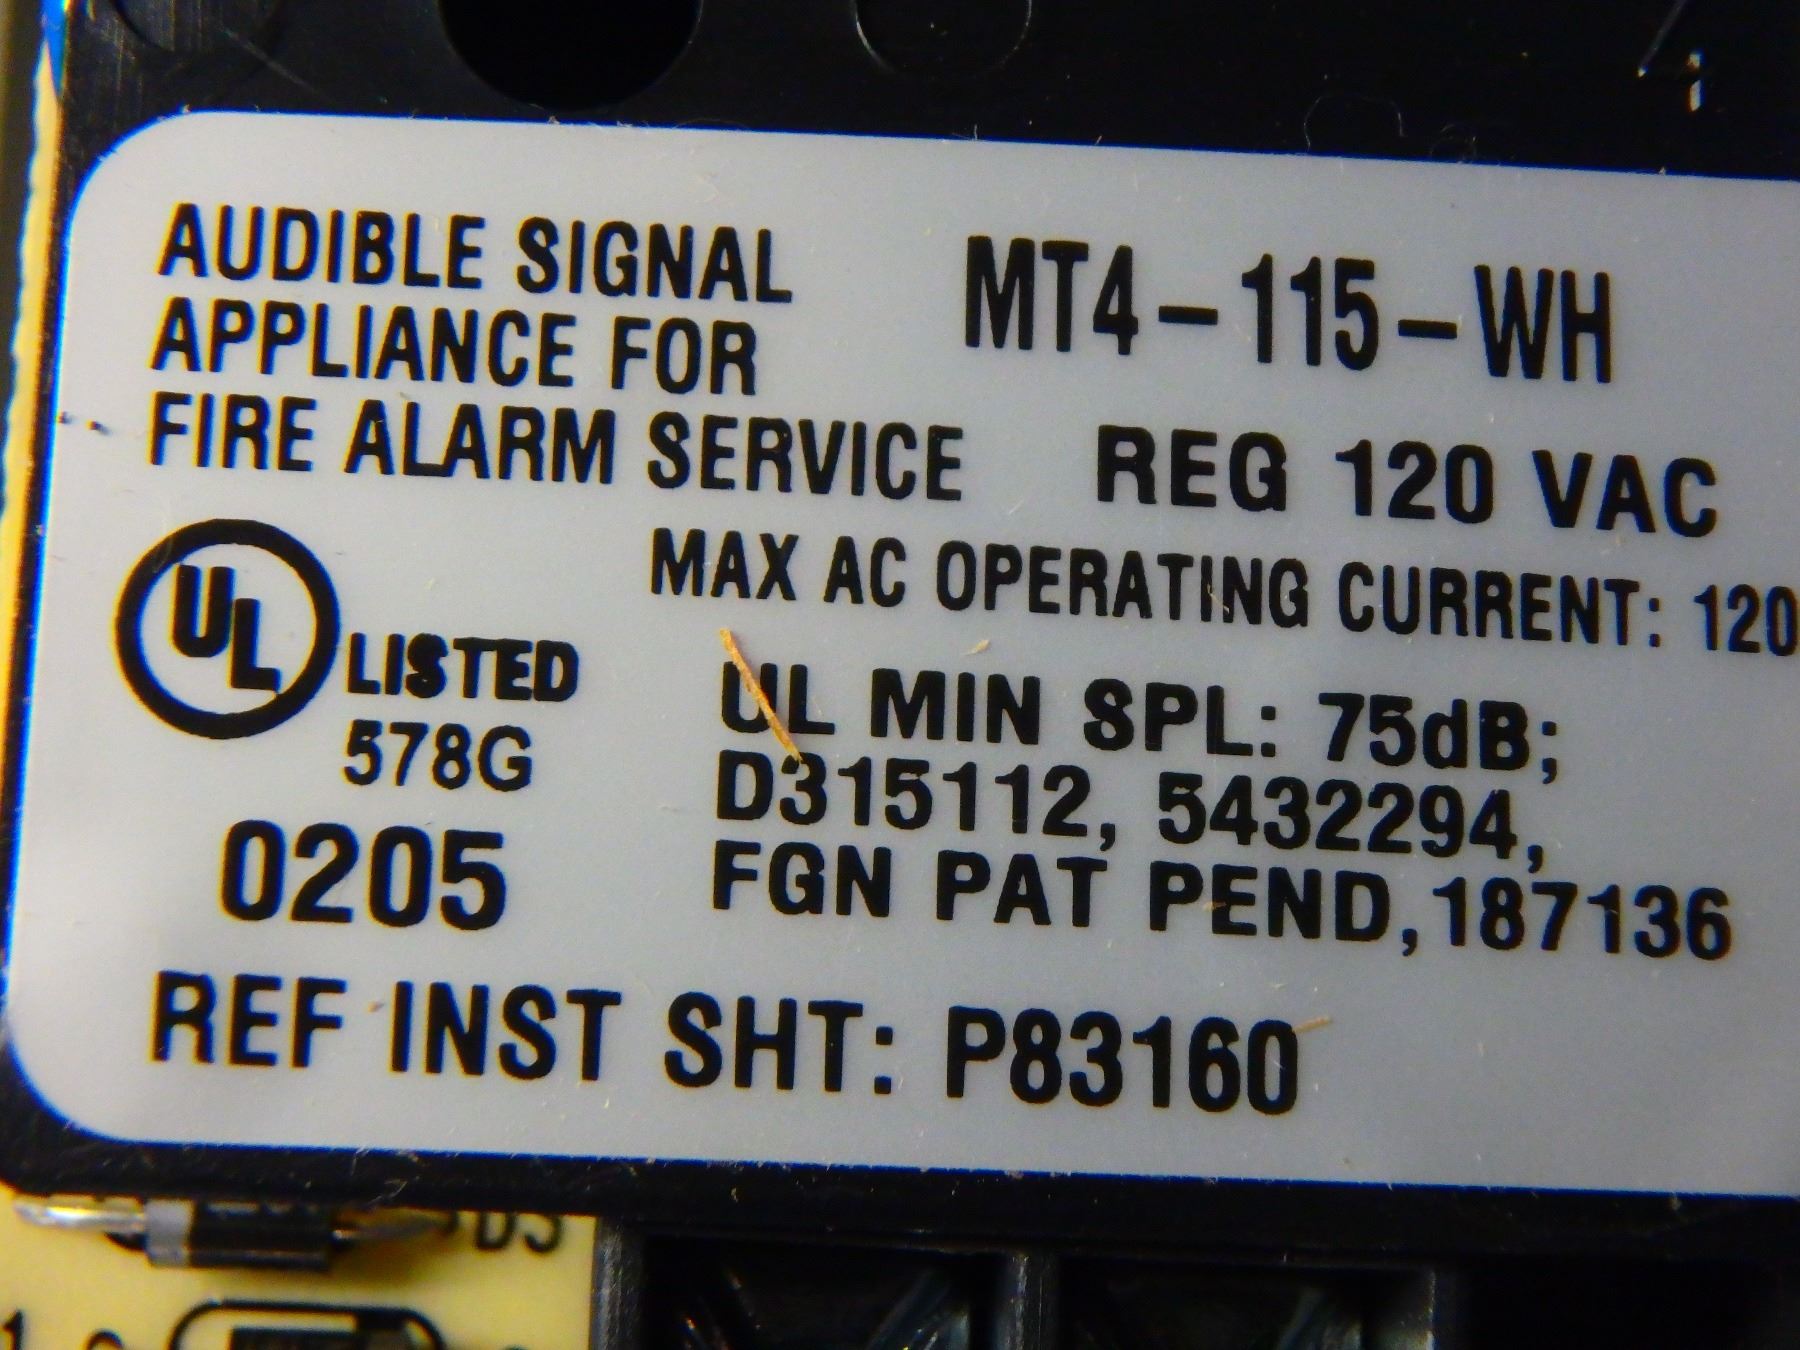 AUDIBLE SIGNAL
APPLIANCE FOR
FIRE ALARM SERVICE
MT4-115-WH
REG 120 VAC
MAX AC OPERATING CURRENT: 120
UL
LISTED
578G
0205
UL MIN SPL: 75dB;
D315112, 5432294,
FGN PAT PEND,187136
REF INST SHT: P83160